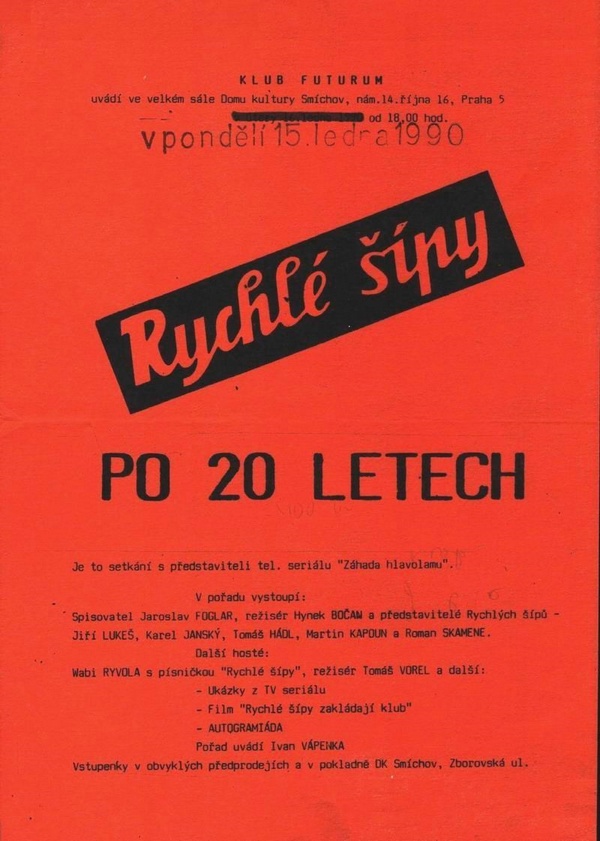 KLUB FUTURUM
uvádí ve velkém sále Domu kultury Smíchov, nám.14.října 16, Praha 5
od 18,00 hod.
v pondělí 15. ledna 1990
Rychlé šípy
PO 20 LETECH
Je to setkání s představiteli tel. seriálu "Záhada hlavolamu".
V pořadu vystoupí:
Spisovatel Jaroslav FOGLAR, režisér Hynek BOČAN a představitelé Rychlých šípů -
Jiří LUKEŠ, Karel JANSKÝ, Tomáš HÁDL, Martin KAPOUN a Roman SKAMENE.
Další hosté:
Wabi RYVOLA s písničkou "Rychlé šípy", režisér Tomáš VOREL a další:
- Ukázky z TV seriálu
- Film "Rychlé šípy zakládají klub"
- AUTOGRAMIÁDA
Pořad uvádí Ivan VÁPENKA
Vstupenky v obvyklých předprodejích a v pokladně OK Smíchov, Zborovská ul.